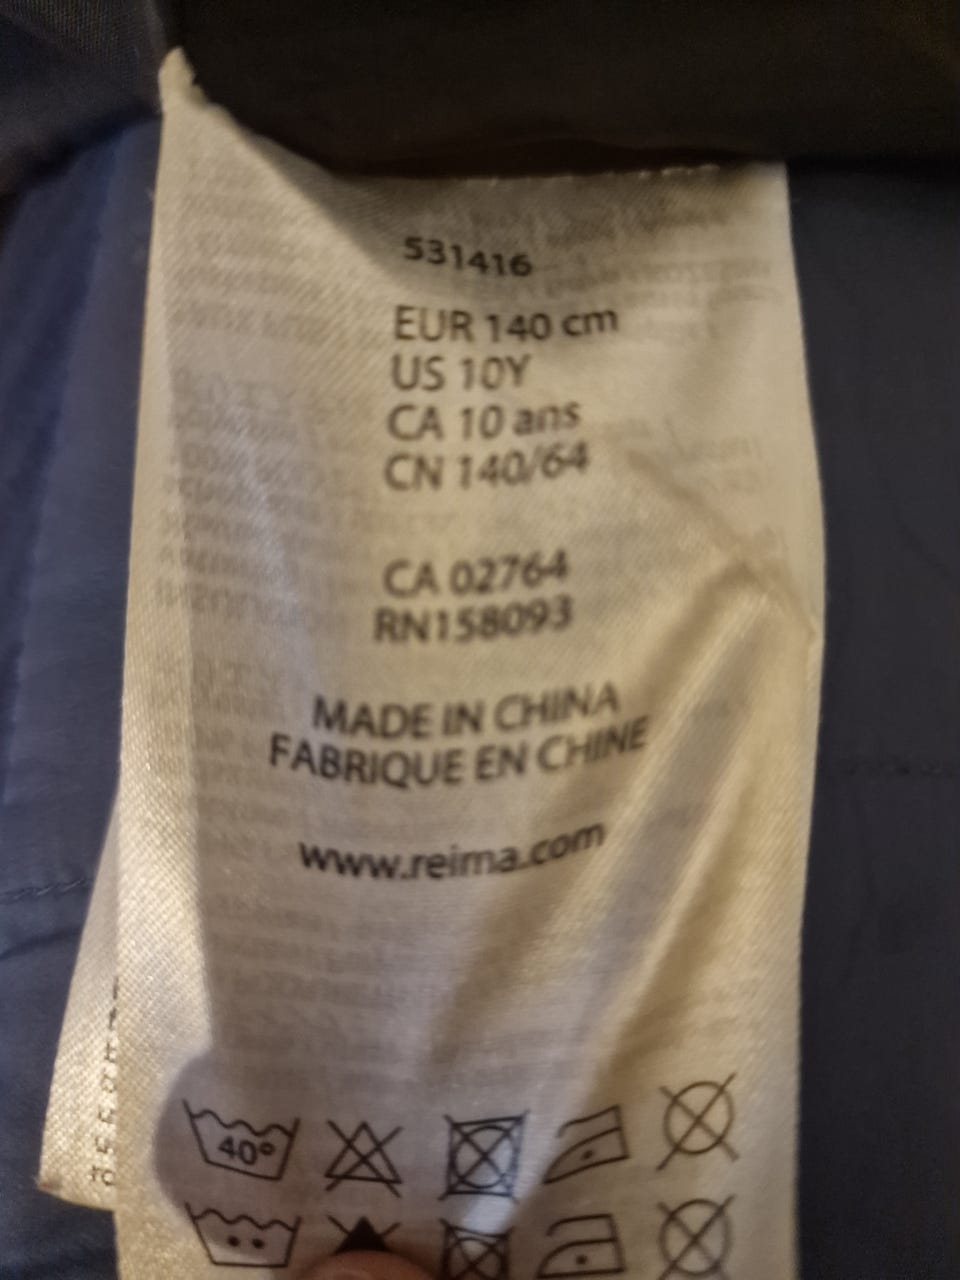 531416
EUR 140 cm
US 10Y
CA 10 ans
CN 140/64
CA 02764
RN158093
MADE IN CHINA
FABRIQUE EN CHINE
www.reima.com
40°